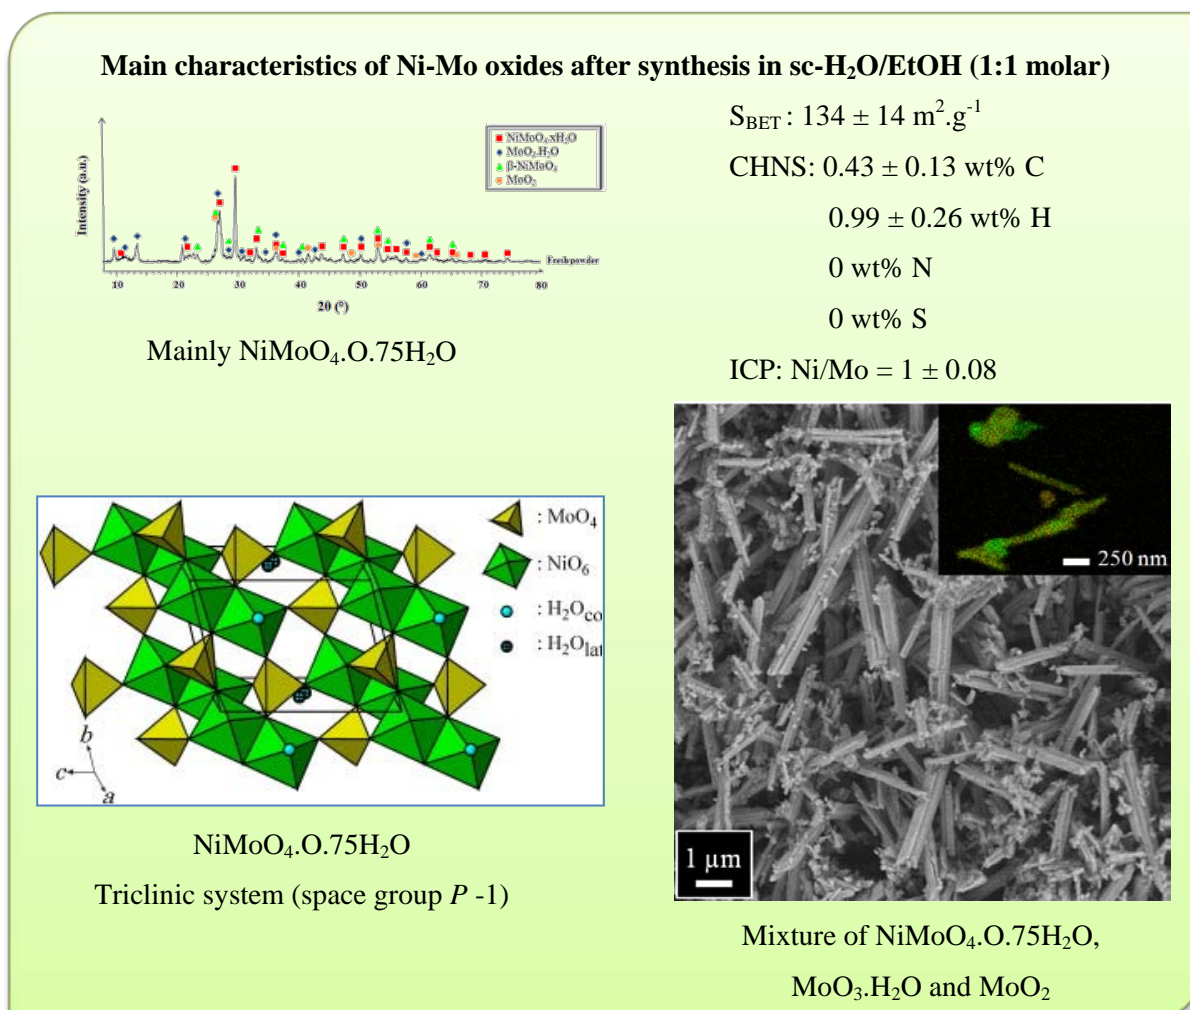 Main characteristics of Ni-Mo oxides after synthesis in sc-H₂O/EtOH (1:1 molar)
Intensity (a.u.)
NiMoO₄.xH₂O
MoO₃.H₂O
β-NiMoO₄
MoO₂
Fresh powder
10 20 30 40 50 60 70 80
2θ (°)
Mainly NiMoO₄.O.75H₂O
S_BET : 134 ± 14 m².g⁻¹
CHNS: 0.43 ± 0.13 wt% C
0.99 ± 0.26 wt% H
0 wt% N
0 wt% S
ICP: Ni/Mo = 1 ± 0.08
: MoO₄
: NiO₆
: H₂Oco
: H₂Olat
b
c
a
NiMoO₄.O.75H₂O
Triclinic system (space group P -1)
250 nm
1 µm
Mixture of NiMoO₄.O.75H₂O,
MoO₃.H₂O and MoO₂